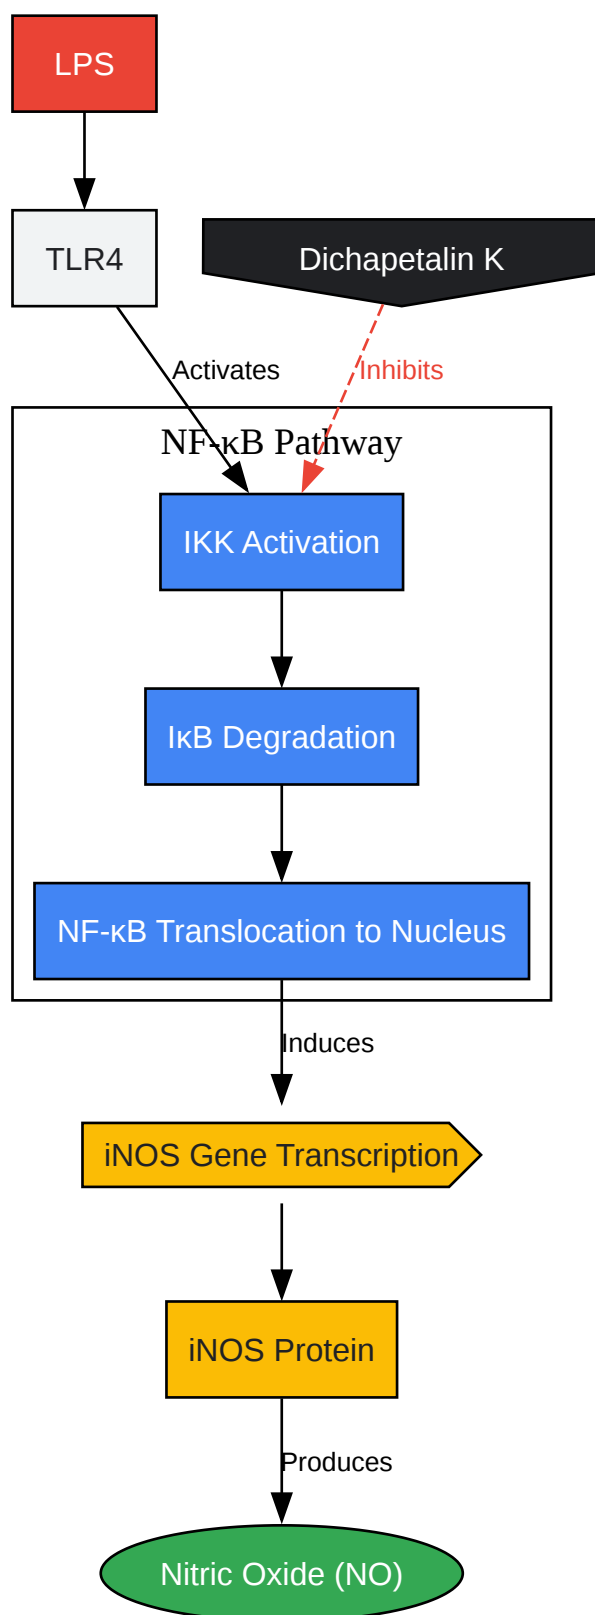 LPS
TLR4
Dichapetalin K
Activates
Inhibits
NF-κB Pathway
IKK Activation
IκB Degradation
NF-κB Translocation to Nucleus
Induces
iNOS Gene Transcription
iNOS Protein
Produces
Nitric Oxide (NO)